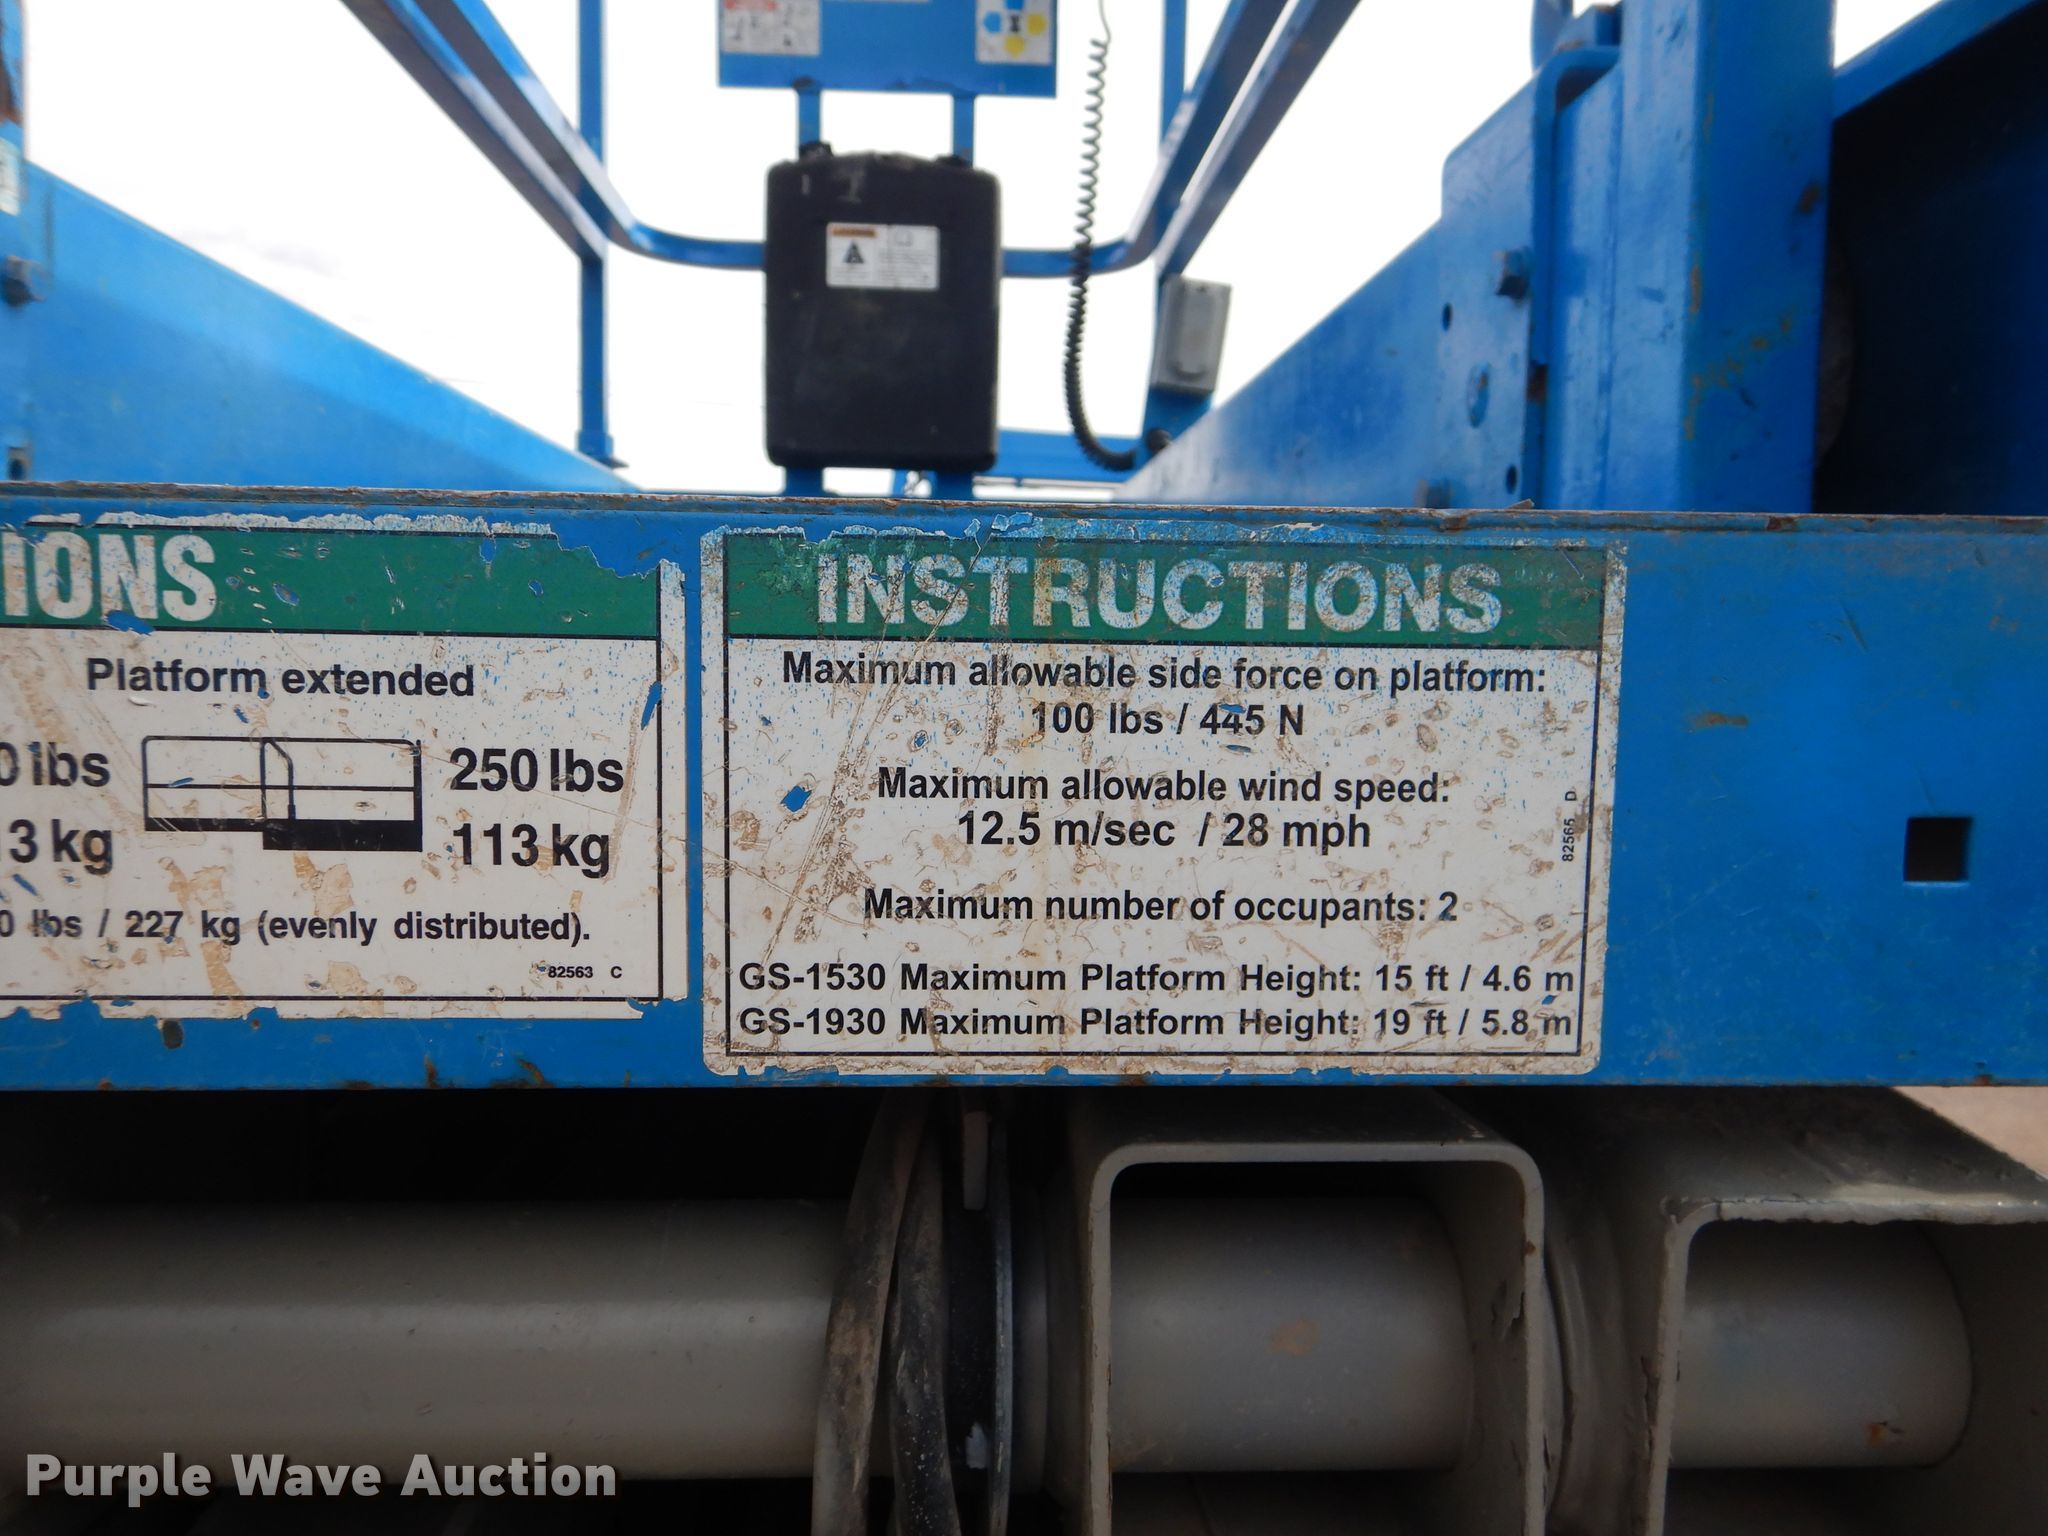 IONS
Platform extended
0 lbs 250 lbs
3 kg 113 kg
0 lbs / 227 kg (evenly distributed).
82563 C
INSTRUCTIONS
Maximum allowable side force on platform:
100 lbs / 445 N
Maximum allowable wind speed:
12.5 m/sec / 28 mph
Maximum number of occupants: 2
GS-1530 Maximum Platform Height: 15 ft / 4.6 m
GS-1930 Maximum Platform Height: 19 ft / 5.8 m
82565 D
Purple Wave Auction